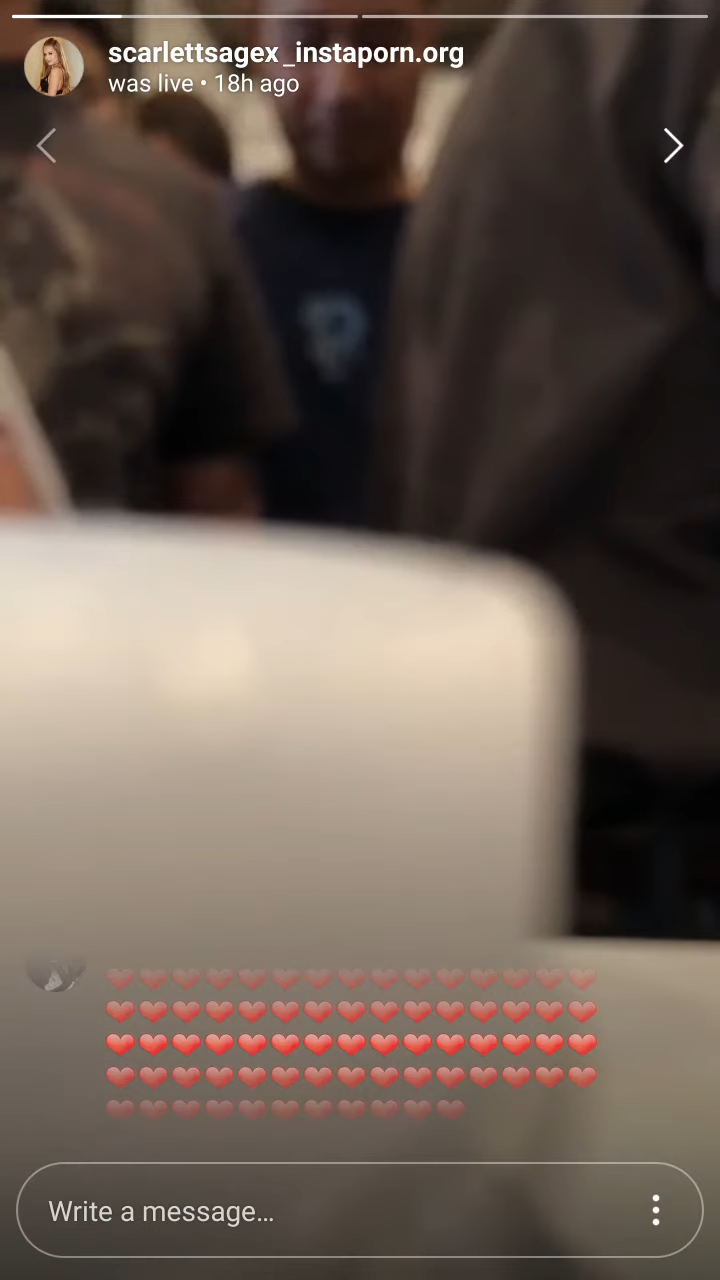 scarlettsagex_instaporn.org
was live • 18h ago
❤❤❤❤❤❤❤❤❤❤❤❤❤❤❤
❤❤❤❤❤❤❤❤❤❤❤❤❤❤❤
❤❤❤❤❤❤❤❤❤❤❤❤❤❤❤
❤❤❤❤❤❤❤❤❤❤❤❤❤❤❤
❤❤❤❤❤❤❤❤❤❤❤
Write a message...